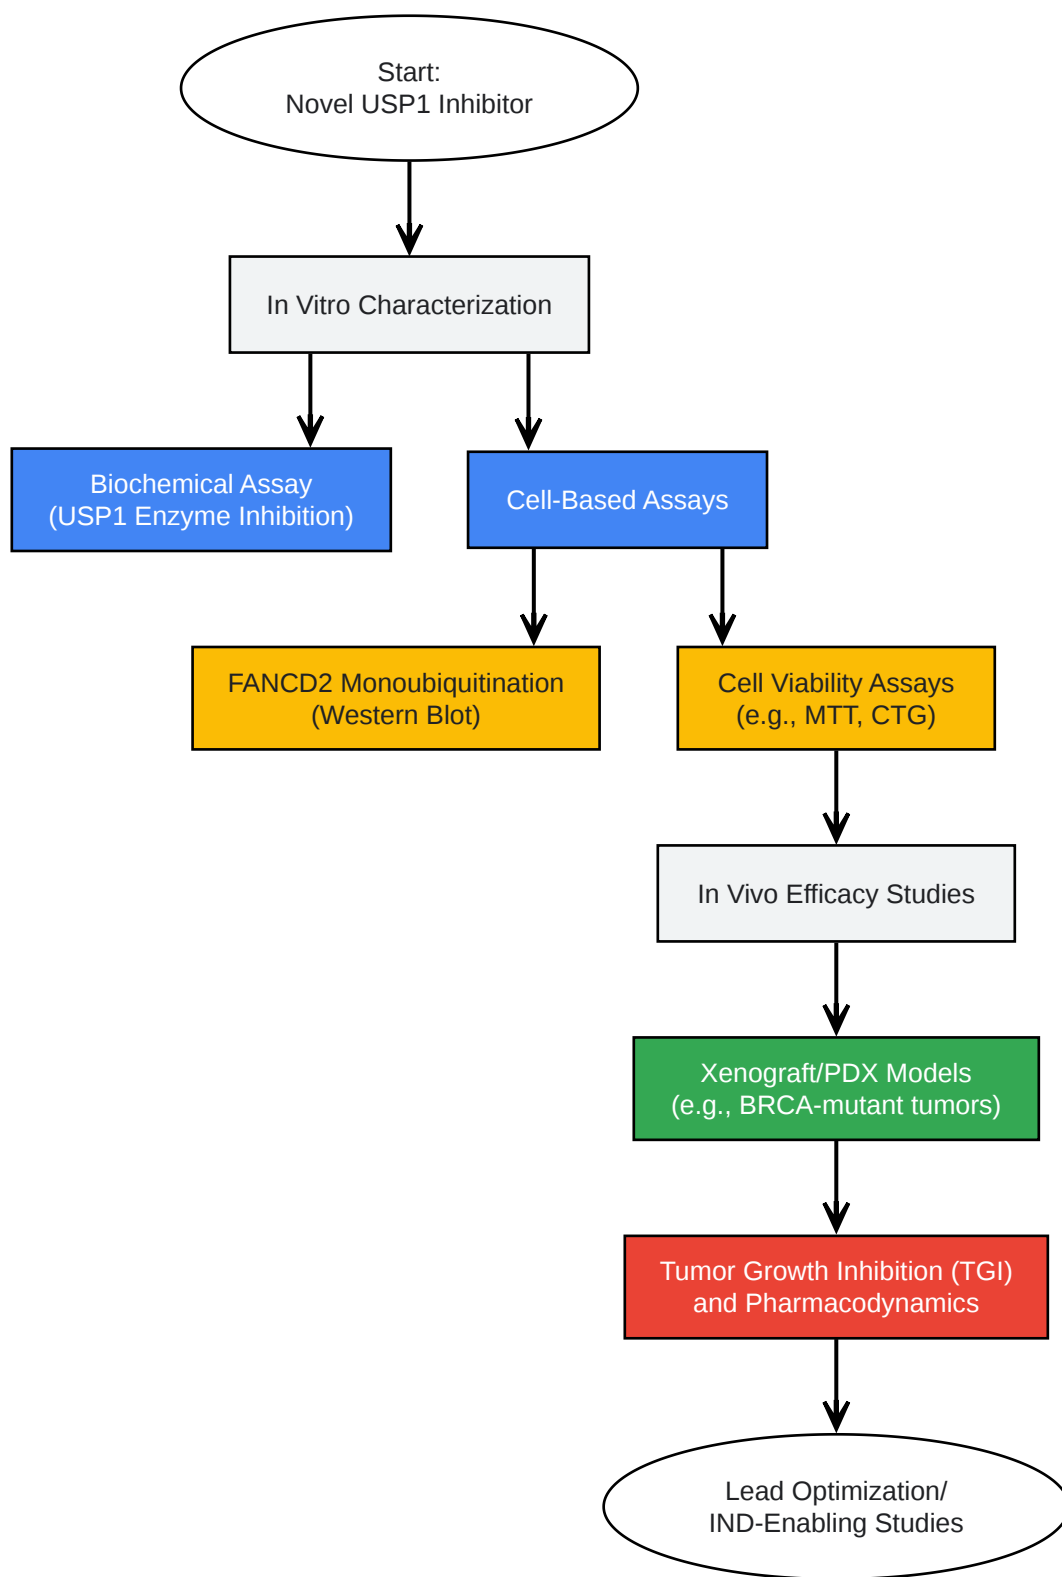 Start:
Novel USP1 Inhibitor
In Vitro Characterization
Biochemical Assay
(USP1 Enzyme Inhibition)
Cell-Based Assays
FANCD2 Monoubiquitination
(Western Blot)
Cell Viability Assays
(e.g., MTT, CTG)
In Vivo Efficacy Studies
Xenograft/PDX Models
(e.g., BRCA-mutant tumors)
Tumor Growth Inhibition (TGI)
and Pharmacodynamics
Lead Optimization/
IND-Enabling Studies